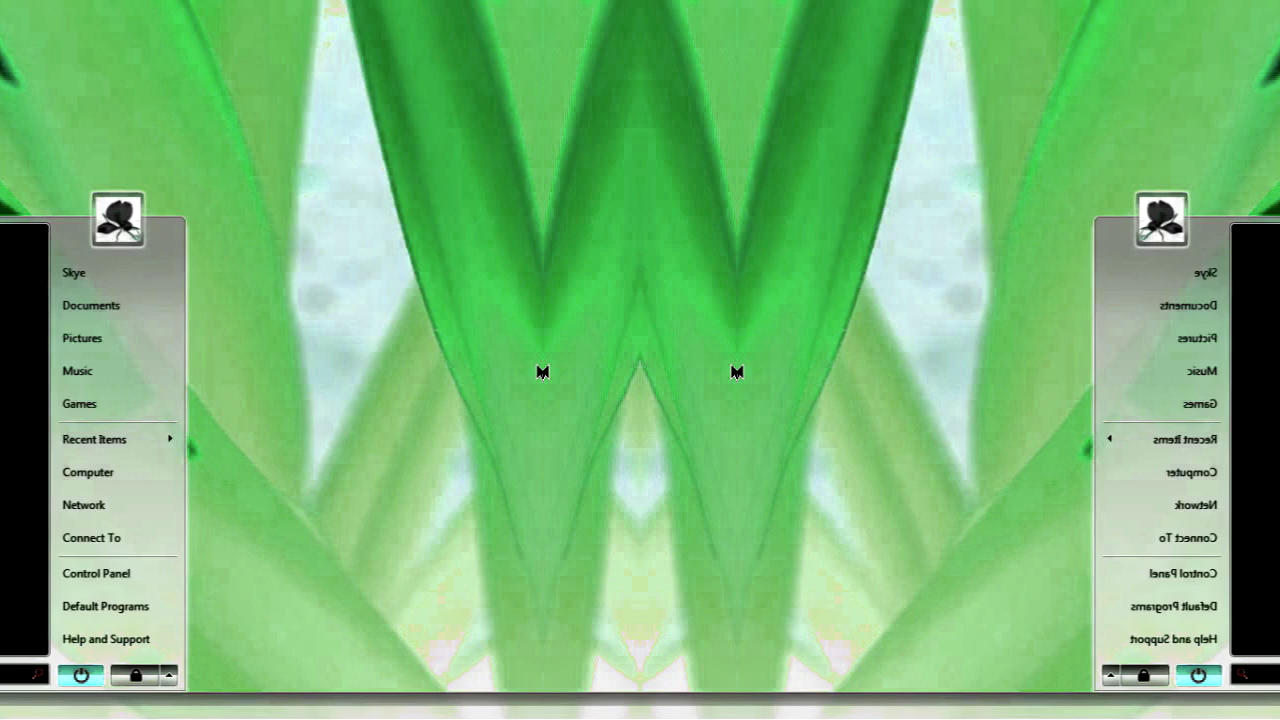 Skye
Documents
Pictures
Music
Games
Recent Items
Computer
Network
Connect To
Control Panel
Default Programs
Help and Support
Skye
Documents
Pictures
Music
Games
Recent Items
Computer
Network
Connect To
Control Panel
Default Programs
Help and Support